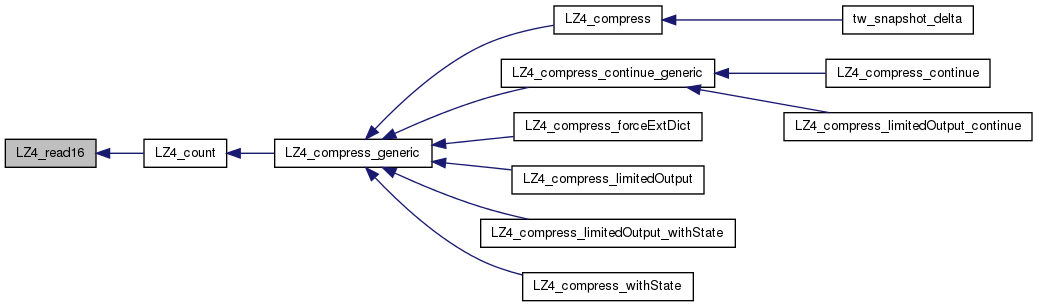 LZ4_read16
LZ4_count
LZ4_compress_generic
LZ4_compress
tw_snapshot_delta
LZ4_compress_continue_generic
LZ4_compress_continue
LZ4_compress_limitedOutput_continue
LZ4_compress_forceExtDict
LZ4_compress_limitedOutput
LZ4_compress_limitedOutput_withState
LZ4_compress_withState